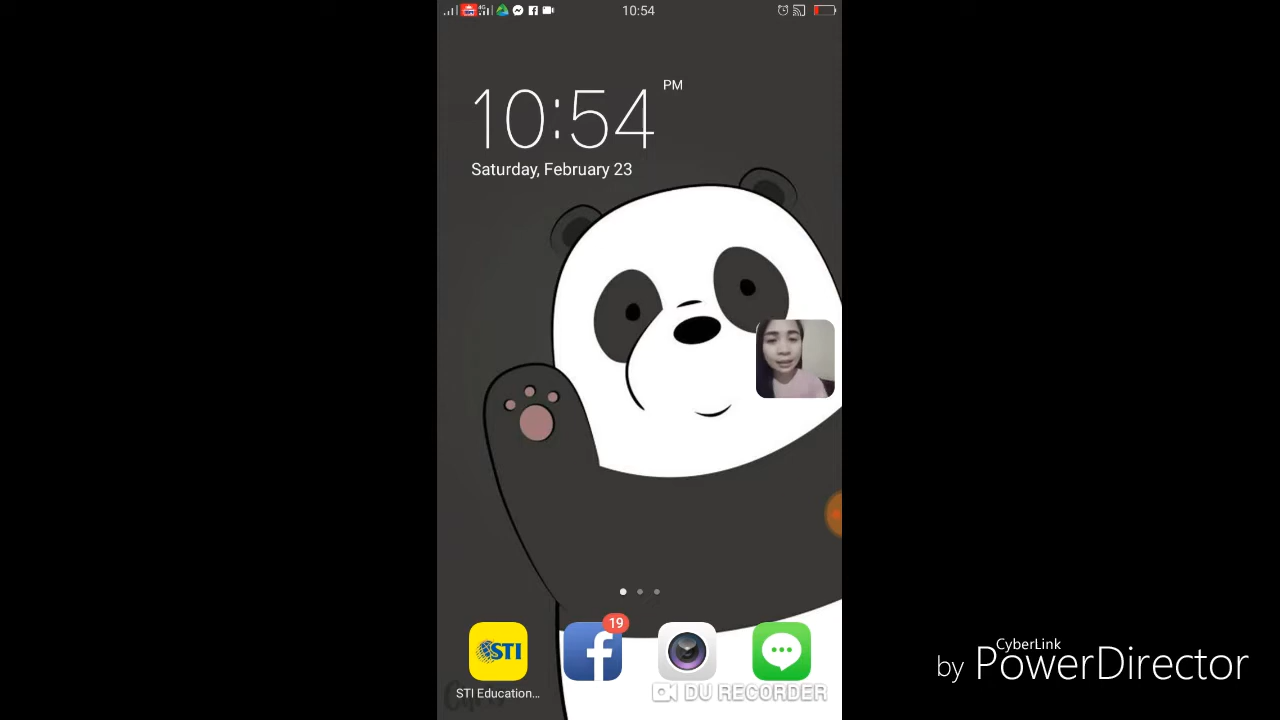 10:54
10:54 PM
Saturday, February 23
19
STI
STI Education...
DU RECORDER
CyberLink
by PowerDirector